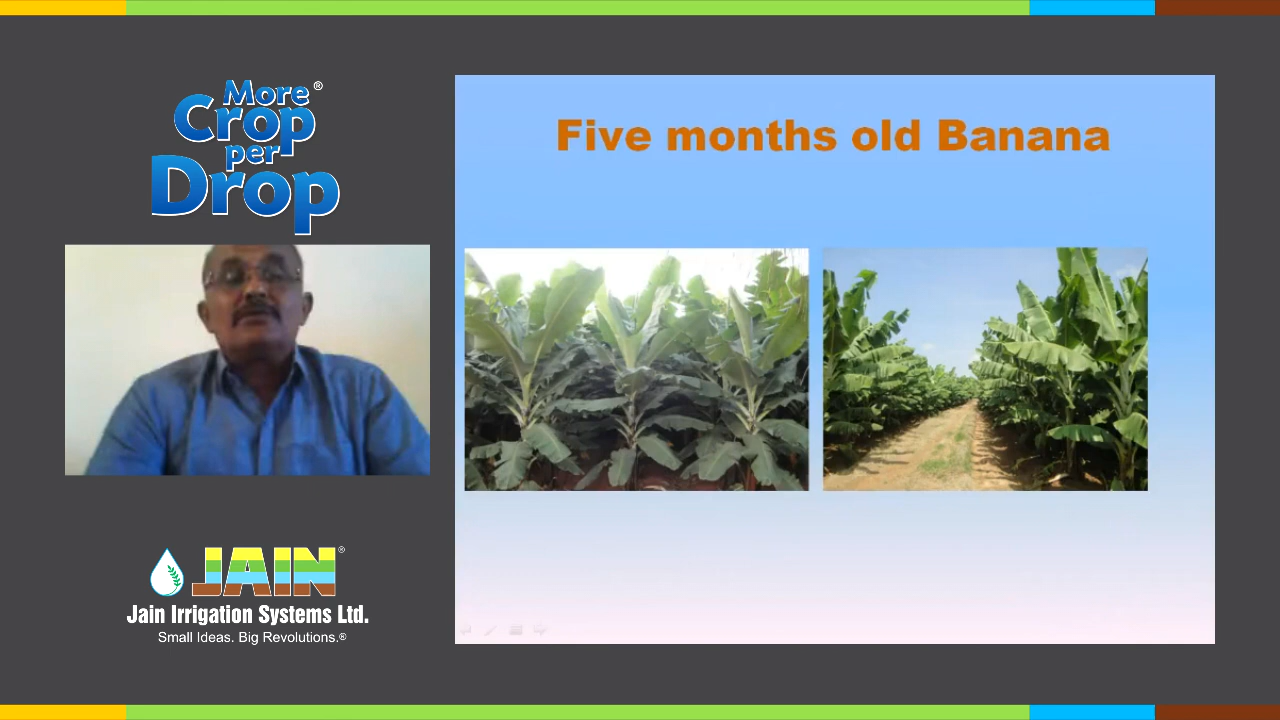 More®
Crop
per
Drop
Five months old Banana
JAIN®
Jain Irrigation Systems Ltd.
Small Ideas. Big Revolutions.®